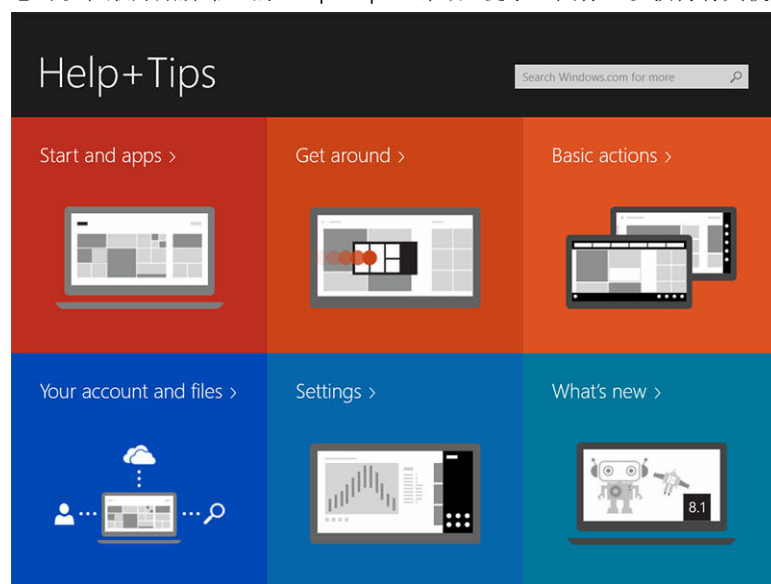 Help+Tips
Search Windows.com for more
Start and apps >
Get around >
Basic actions >
Your account and files >
Settings >
What's new >
8.1